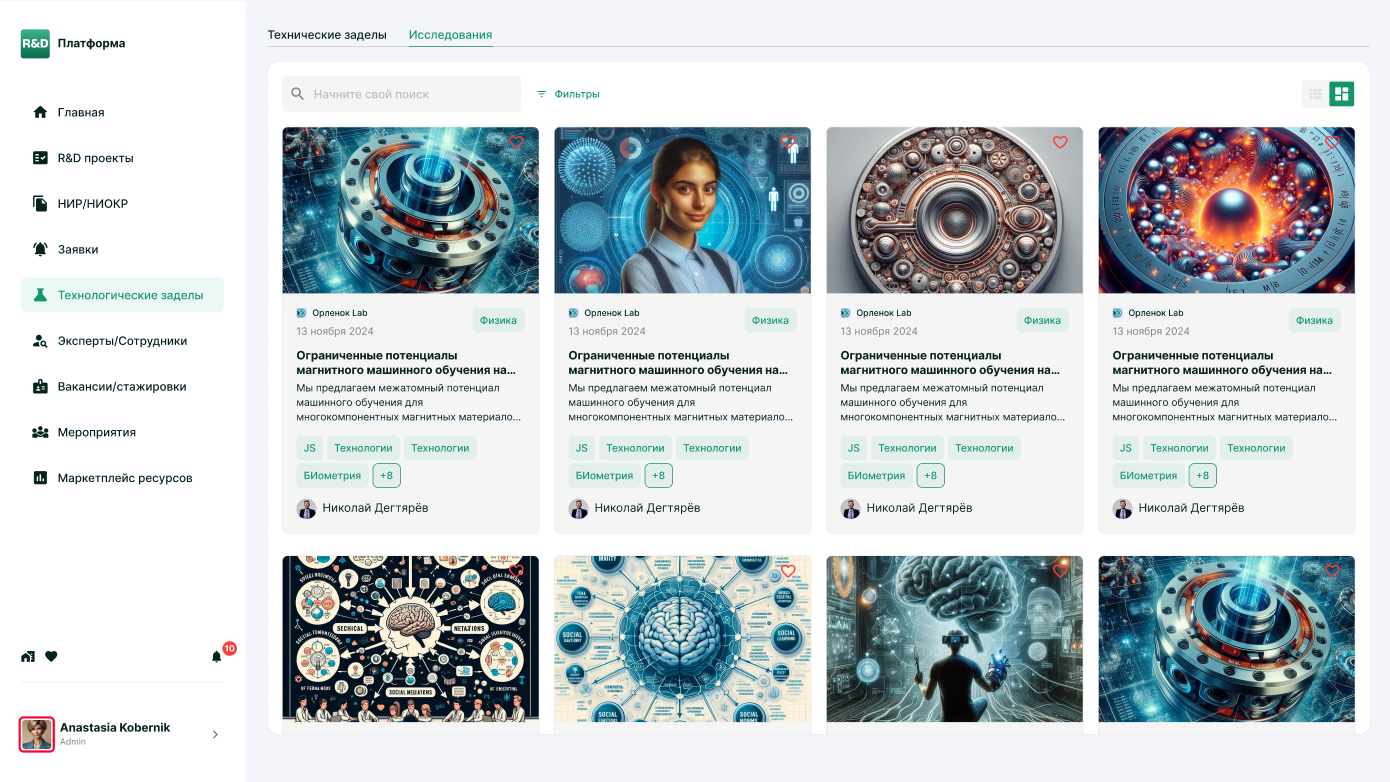 R&D Платформа
Главная
R&D проекты
НИР/НИОКР
Заявки
Технологические заделы
Эксперты/Сотрудники
Вакансии/стажировки
Мероприятия
Маркетплейс ресурсов
10
Anastasia Kobernik
Admin
Технические заделы Исследования
Начните свой поиск
Фильтры
Орленок Lab
13 ноября 2024
Физика
Ограниченные потенциалы
магнитного машинного обучения на...
Мы предлагаем межатомный потенциал
машинного обучения для
многокомпонентных магнитных материало...
JS Технологии Технологии
БИометрия +8
Николай Дегтярёв
Орленок Lab
13 ноября 2024
Физика
Ограниченные потенциалы
магнитного машинного обучения на...
Мы предлагаем межатомный потенциал
машинного обучения для
многокомпонентных магнитных материало...
JS Технологии Технологии
БИометрия +8
Николай Дегтярёв
Орленок Lab
13 ноября 2024
Физика
Ограниченные потенциалы
магнитного машинного обучения на...
Мы предлагаем межатомный потенциал
машинного обучения для
многокомпонентных магнитных материало...
JS Технологии Технологии
БИометрия +8
Николай Дегтярёв
Орленок Lab
13 ноября 2024
Физика
Ограниченные потенциалы
магнитного машинного обучения на...
Мы предлагаем межатомный потенциал
машинного обучения для
многокомпонентных магнитных материало...
JS Технологии Технологии
БИометрия +8
Николай Дегтярёв
SECHICAL
NETATIONS
SOCIAL
SOCIAL
SOCIAL
SOCIAL